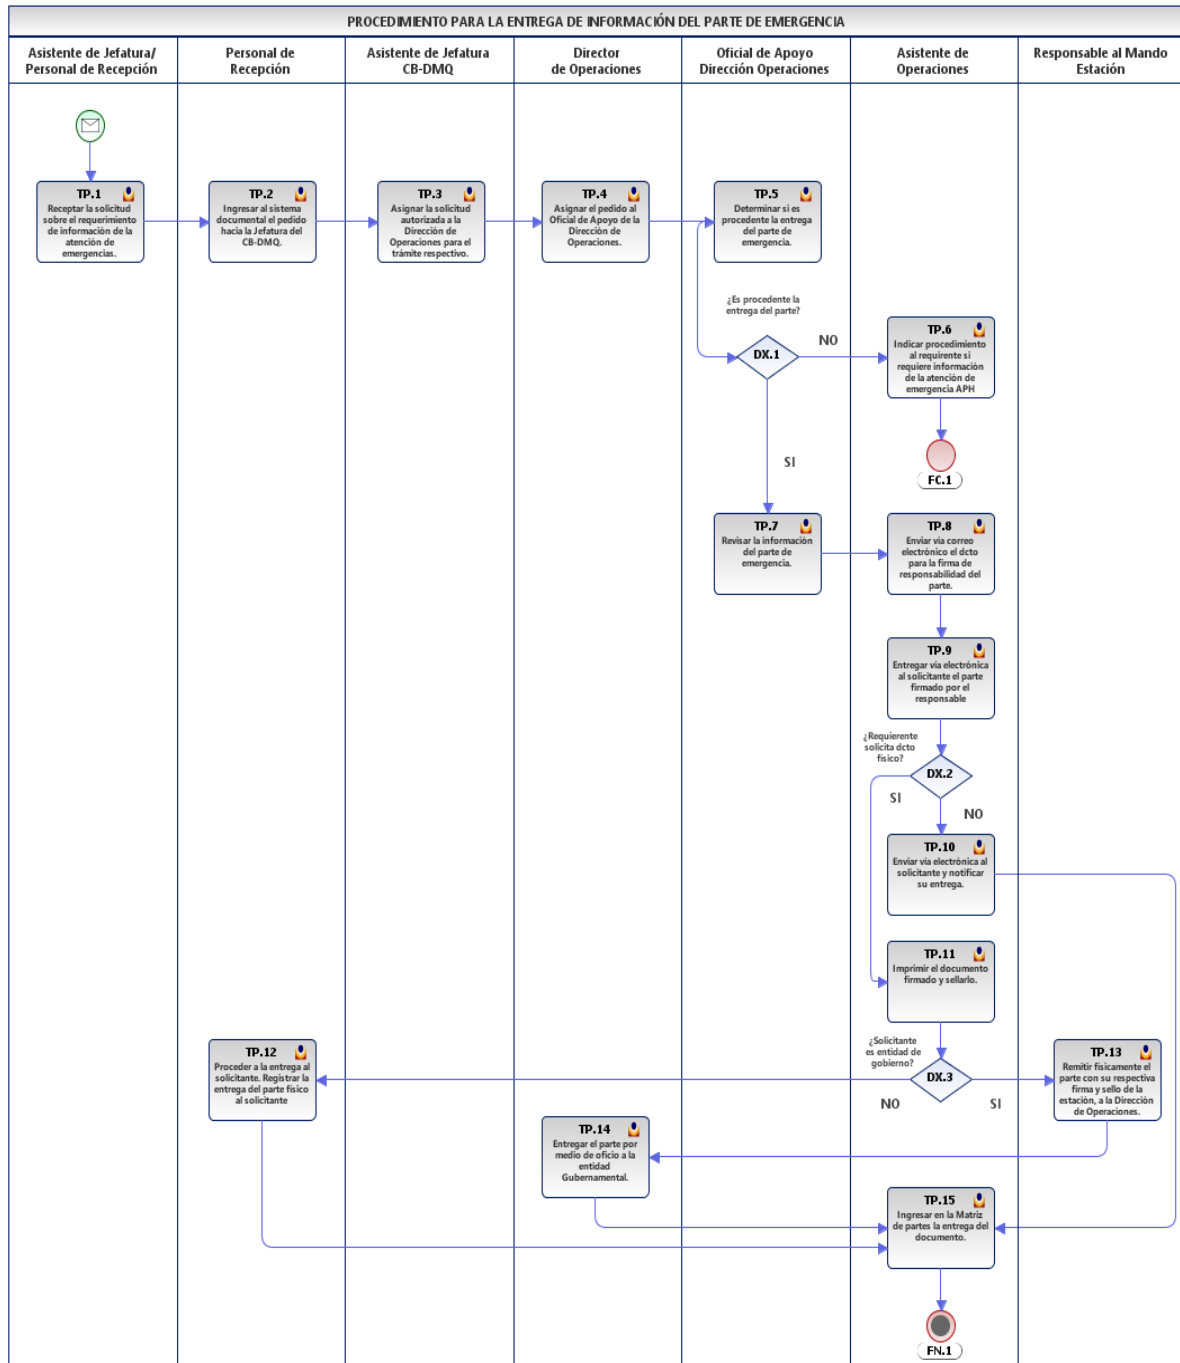 PROCEDIMIENTO PARA LA ENTREGA DE INFORMACIÓN DEL PARTE DE EMERGENCIA
Asistente de Jefatura/
Personal de Recepción
Personal de
Recepción
Asistente de Jefatura
CB-DMQ
Director
de Operaciones
Oficial de Apoyo
Dirección Operaciones
Asistente de
Operaciones
Responsable al Mando
Estación
TP.1
Receptar la solicitud
sobre el requerimiento
de información de la
atención de
emergencias.
TP.2
Ingresar al sistema
documental el pedido
hacia la Jefatura del
CB-DMQ.
TP.3
Asignar la solicitud
autorizada a la
Dirección de
Operaciones para el
trámite respectivo.
TP.4
Asignar el pedido al
Oficial de Apoyo de la
Dirección de
Operaciones.
TP.5
Determinar si es
procedente la entrega
del parte de
emergencia.
¿Es procedente la
entrega del parte?
DX.1
NO
SI
TP.6
Indicar procedimiento
al requirente si
requiere información
de la atención de
emergencia APH
FC.1
TP.7
Revisar la información
del parte de
emergencia.
TP.8
Enviar vía correo
electrónico el dcto
para la firma de
responsabilidad del
parte.
TP.9
Entregar vía electrónica
al solicitante el parte
firmado por el
responsable
¿Requierente
solicita dcto
físico?
DX.2
SI
NO
TP.10
Enviar vía electrónica al
solicitante y notificar
su entrega.
TP.11
Imprimir el documento
firmado y sellarlo.
¿Solicitante
es entidad de
gobierno?
DX.3
NO
SI
TP.12
Proceder a la entrega al
solicitante. Registrar la
entrega del parte físico
al solicitante
TP.13
Remitir físicamente el
parte con su respectiva
firma y sello de la
estación, a la Dirección
de Operaciones.
TP.14
Entregar el parte por
medio de oficio a la
entidad
Gubernamental.
TP.15
Ingresar en la Matriz
de partes la entrega del
documento.
FN.1